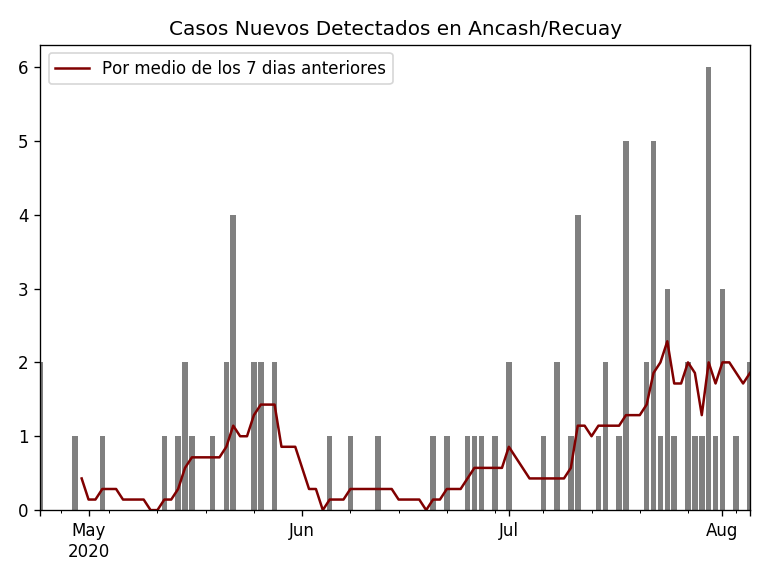 Casos Nuevos Detectados en Ancash/Recuay
Por medio de los 7 dias anteriores
6
5
4
3
2
1
0
May Jun Jul Aug
2020